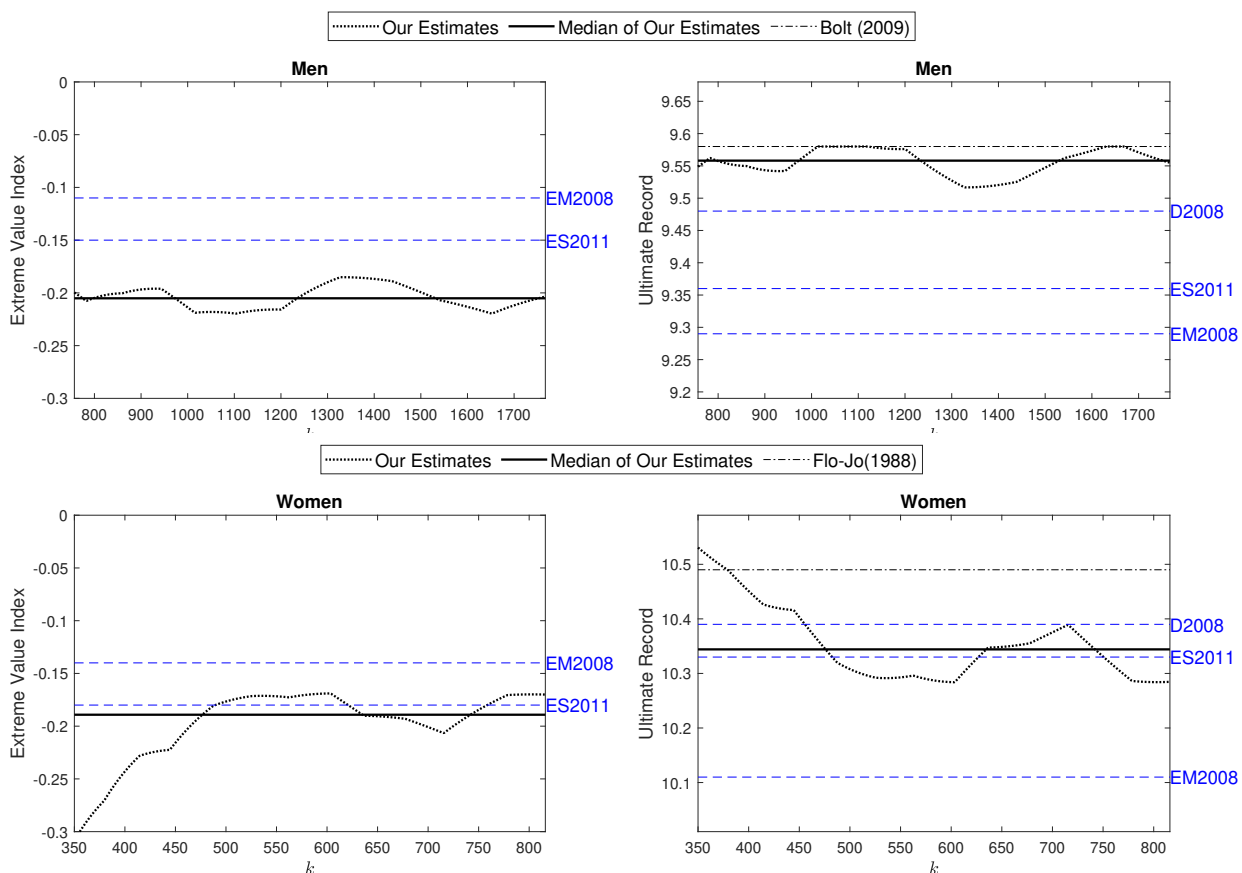 Our Estimates Median of Our Estimates Bolt (2009)
Men
0
-0.05
-0.1
-0.15
-0.2
-0.25
-0.3
Extreme Value Index
EM2008
ES2011
800 900 1000 1100 1200 1300 1400 1500 1600 1700
Men
9.65
9.6
9.55
9.5
9.45
9.4
9.35
9.3
9.25
9.2
Ultimate Record
D2008
ES2011
EM2008
800 900 1000 1100 1200 1300 1400 1500 1600 1700
Our Estimates Median of Our Estimates Flo-Jo(1988)
Women
0
-0.05
-0.1
-0.15
-0.2
-0.25
-0.3
Extreme Value Index
EM2008
ES2011
350 400 450 500 550 600 650 700 750 800
k
Women
10.5
10.4
10.3
10.2
10.1
Ultimate Record
D2008
ES2011
EM2008
350 400 450 500 550 600 650 700 750 800
k